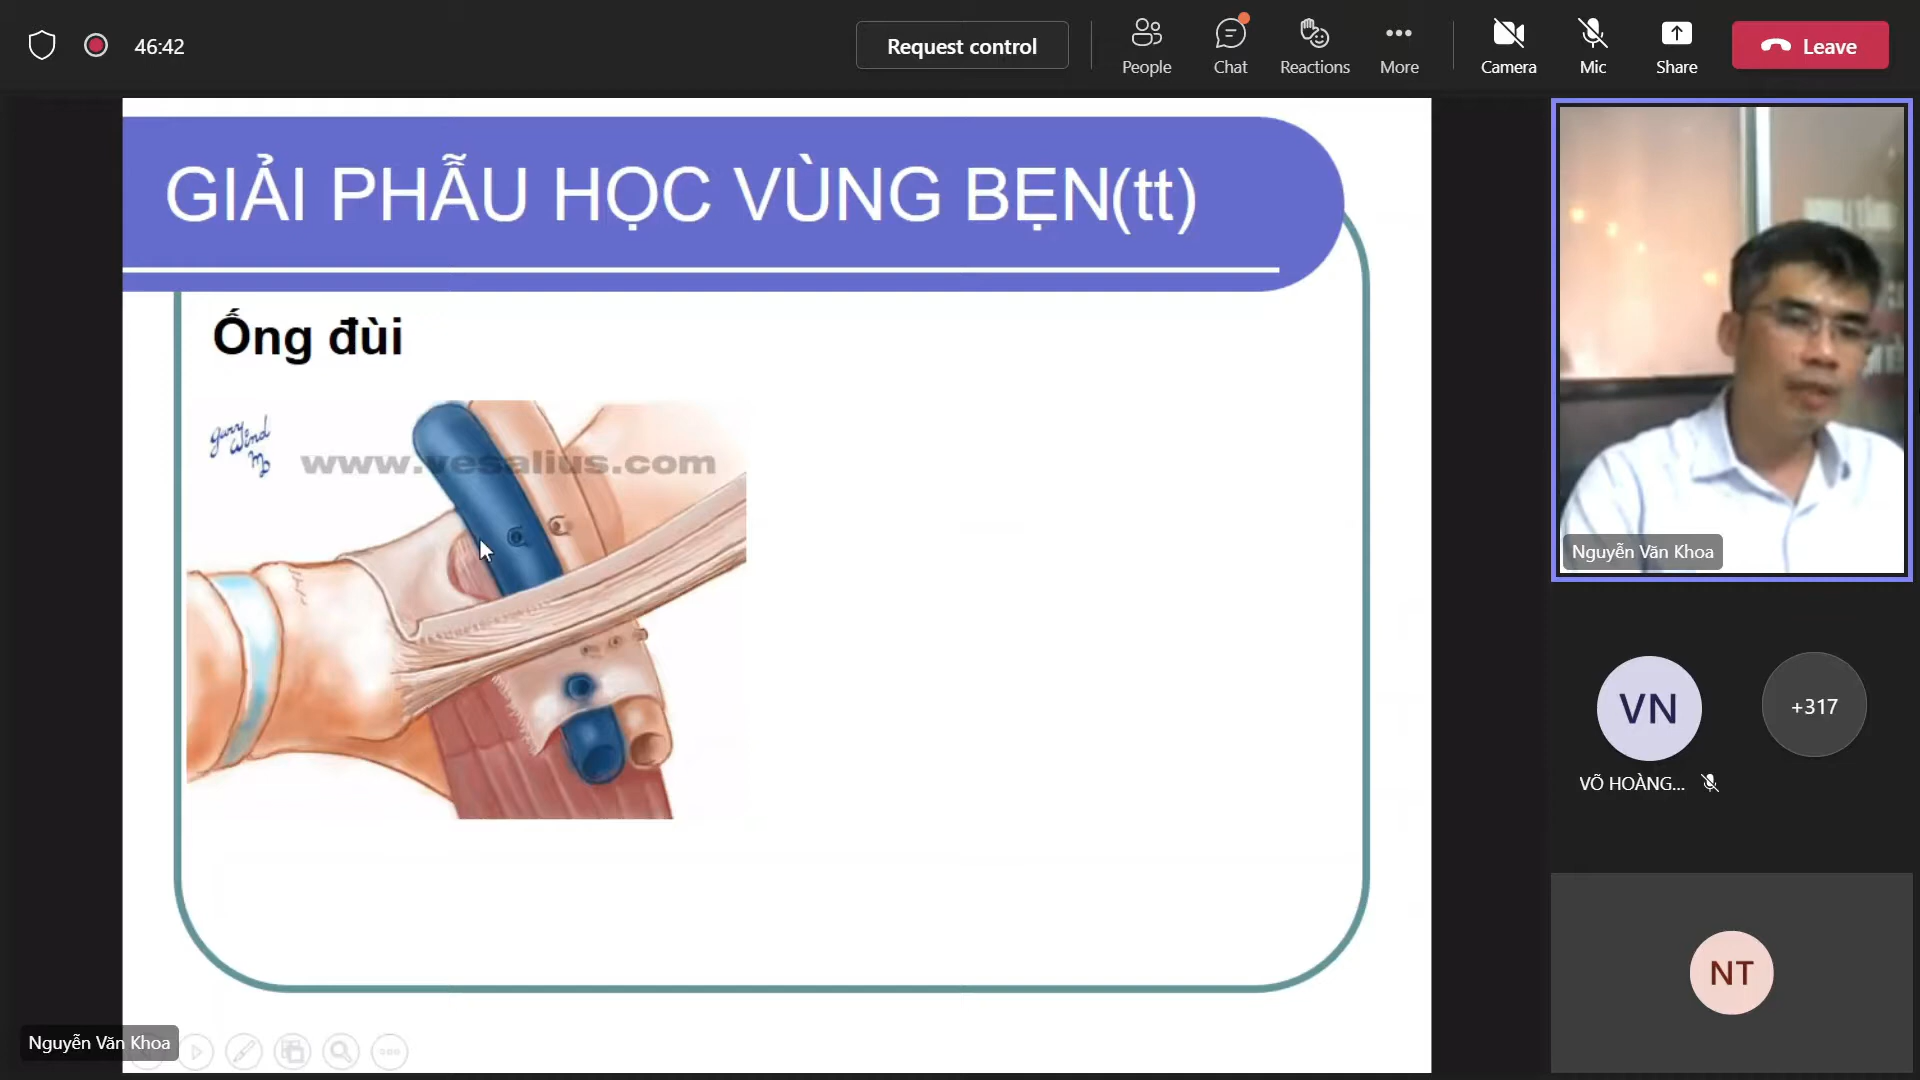 46:42
Request control
People
Chat
Reactions
More
Camera
Mic
Share
Leave
GIẢI PHẪU HỌC VÙNG BẸN(tt)
Ống đùi
www.vesalius.com
Nguyễn Văn Khoa
VN
+317
VÕ HOÀNG...
NT
Nguyễn Văn Khoa